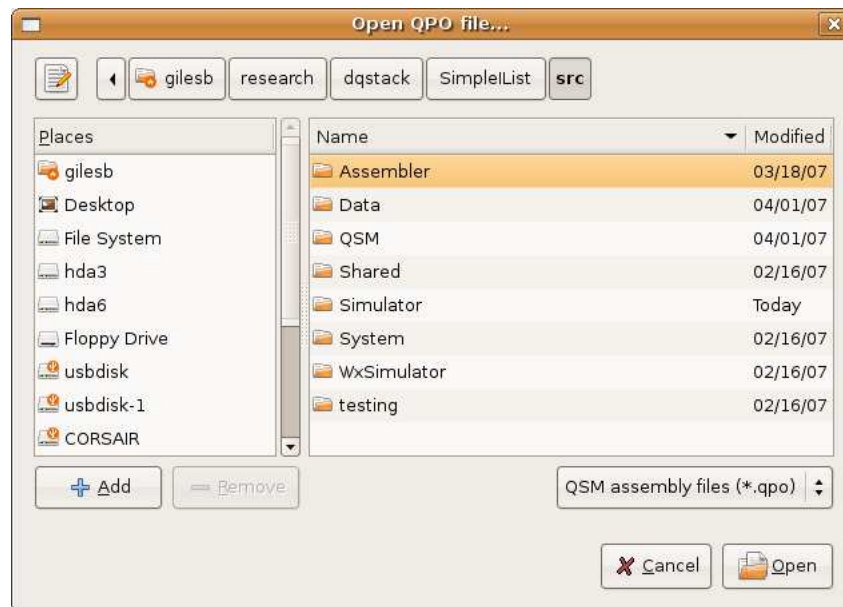 Open QPO file...
gilesb research dqstack SimpleIList src
Places
gilesb
Desktop
File System
hda3
hda6
Floppy Drive
usbdisk
usbdisk-1
CORSAIR
Name Modified
Assembler 03/18/07
Data 04/01/07
QSM 04/01/07
Shared 02/16/07
Simulator Today
System 02/16/07
WxSimulator 02/16/07
testing 02/16/07
Add Remove
QSM assembly files (*.qpo)
Cancel Open